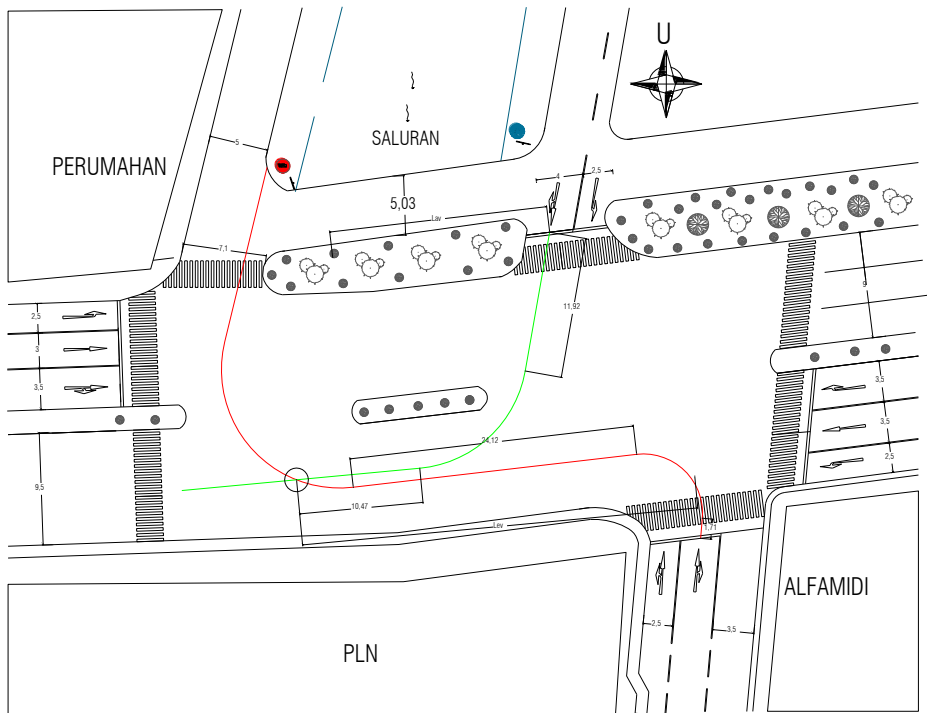 U
SALURAN
PERUMAHAN
5
5,03
4
2,5
Lav
7,1
9
11,92
2,5
3
3,5
3,5
3,5
2,5
24,12
9,5
10,47
Lev
1,71
ALFAMIDI
2,5
3,5
PLN